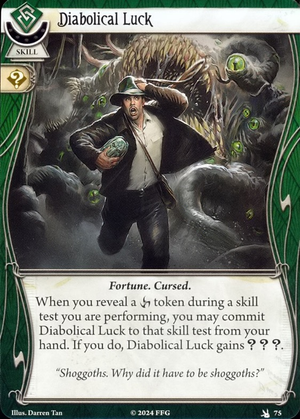 Diabolical Luck
SKILL
?
Fortune. Cursed.
When you reveal a token during a skill
test you are performing, you may commit
Diabolical Luck to that skill test from your
hand. If you do, Diabolical Luck gains ? ? ?.
“Shoggoths. Why did it have to be shoggoths?”
Illus. Darren Tan
© 2024 FFG
75